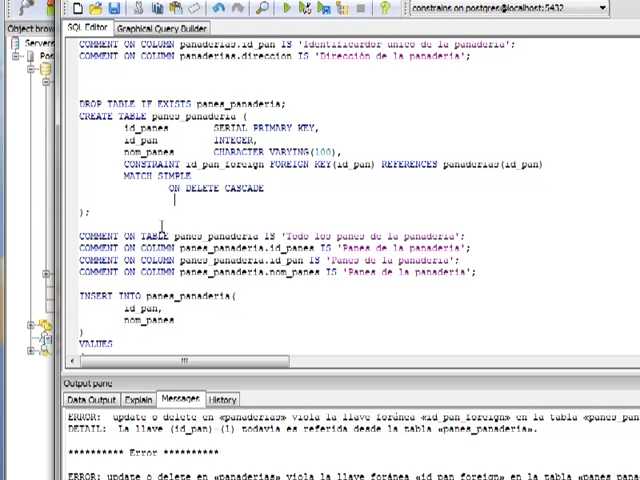 constrains on postgres@localhost:5432
Object brow
SQL Editor
Graphical Query Builder
Servers
Pos
COMMENT ON COLUMN panaderias.id_pan IS 'Identificardor unico de la panaderia';
COMMENT ON COLUMN panaderias.direccion IS 'Dirección de la panaderia';
DROP TABLE IF EXISTS panes_panaderia;
CREATE TABLE panes_panaderia (
id_panes SERIAL PRIMARY KEY,
id_pan INTEGER,
nom_panes CHARACTER VARYING(100),
CONSTRAINT id_pan_foreign FOREIGN KEY(id_pan) REFERENCES panaderias(id_pan)
MATCH SIMPLE
ON DELETE CASCADE
);
COMMENT ON TABLE panes_panaderia IS 'Todo los panes de la panaderia';
COMMENT ON COLUMN panes_panaderia.id_panes IS 'Panes de la panaderia';
COMMENT ON COLUMN panes_panaderia.id_pan IS 'Panes de la panaderia';
COMMENT ON COLUMN panes_panaderia.nom_panes IS 'Panes de la panaderia';
INSERT INTO panes_panaderia(
id_pan,
nom_panes
)
VALUES
Output pane
Data Output
Explain
Messages
History
ERROR: update o delete en «panaderias» viola la llave foránea «id_pan_foreign» en la tabla «panes_pana
DETAIL: La llave (id_pan)=(1) todavía es referida desde la tabla «panes_panaderia».
********** Error **********
ERROR: update o delete en «panaderias» viola la llave foránea «id_pan_foreign» en la tabla «panes_pana